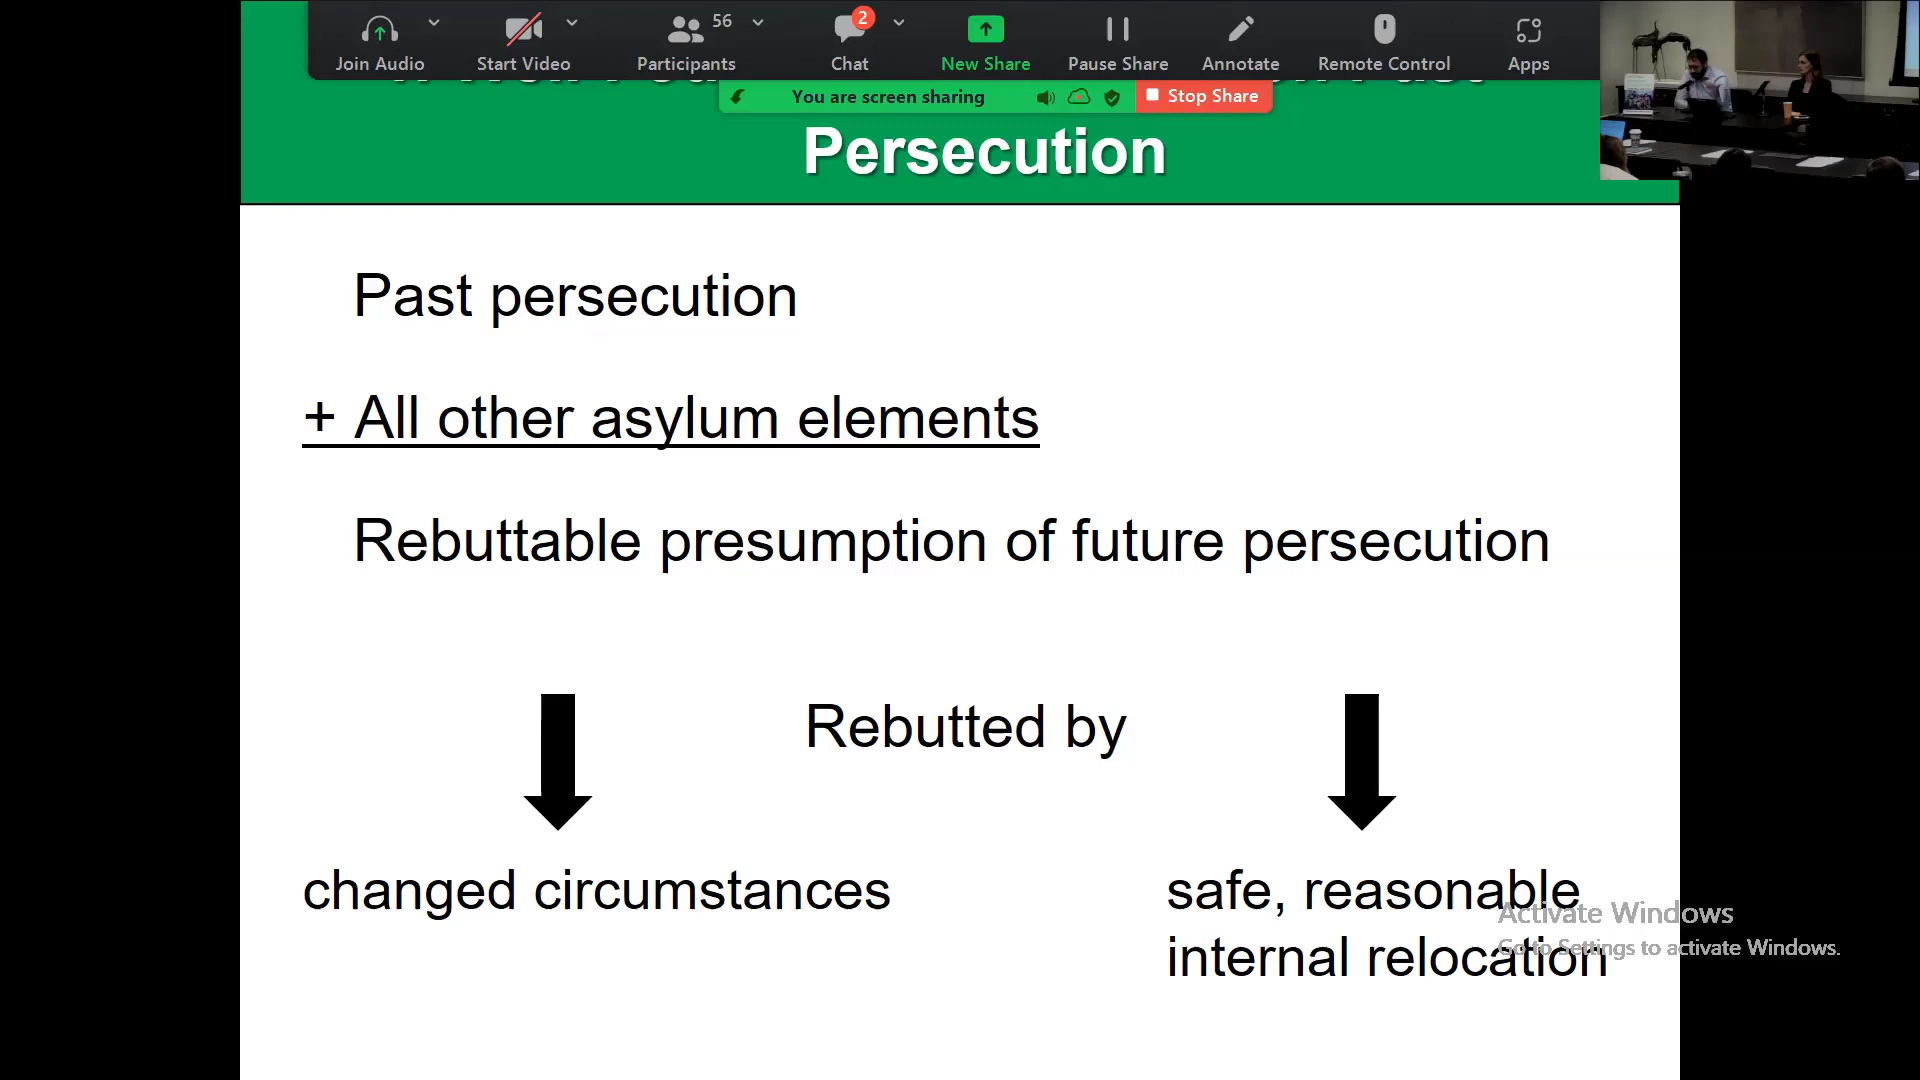 56
2
Join Audio
Start Video
Participants
Chat
New Share
Pause Share
Annotate
Remote Control
Apps
You are screen sharing
Stop Share
Persecution
Past persecution
+ All other asylum elements
Rebuttable presumption of future persecution
Rebutted by
changed circumstances
safe, reasonable
internal relocation
Activate Windows
Go to Settings to activate Windows.